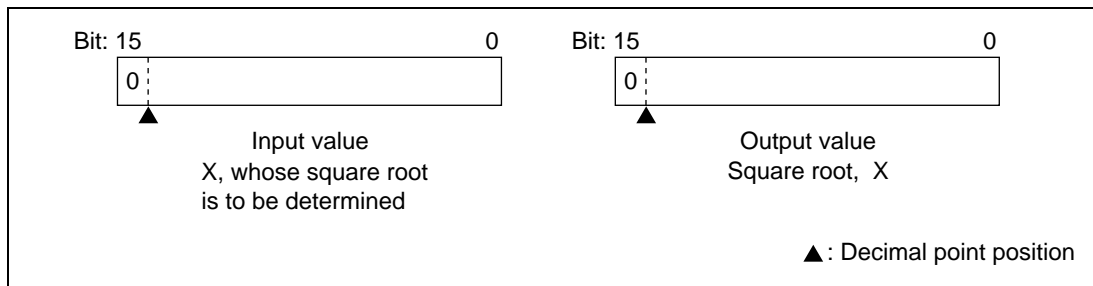 Bit: 15 0 Bit: 15 0
0 0
Input value Output value
X, whose square root Square root, X
is to be determined
▲: Decimal point position